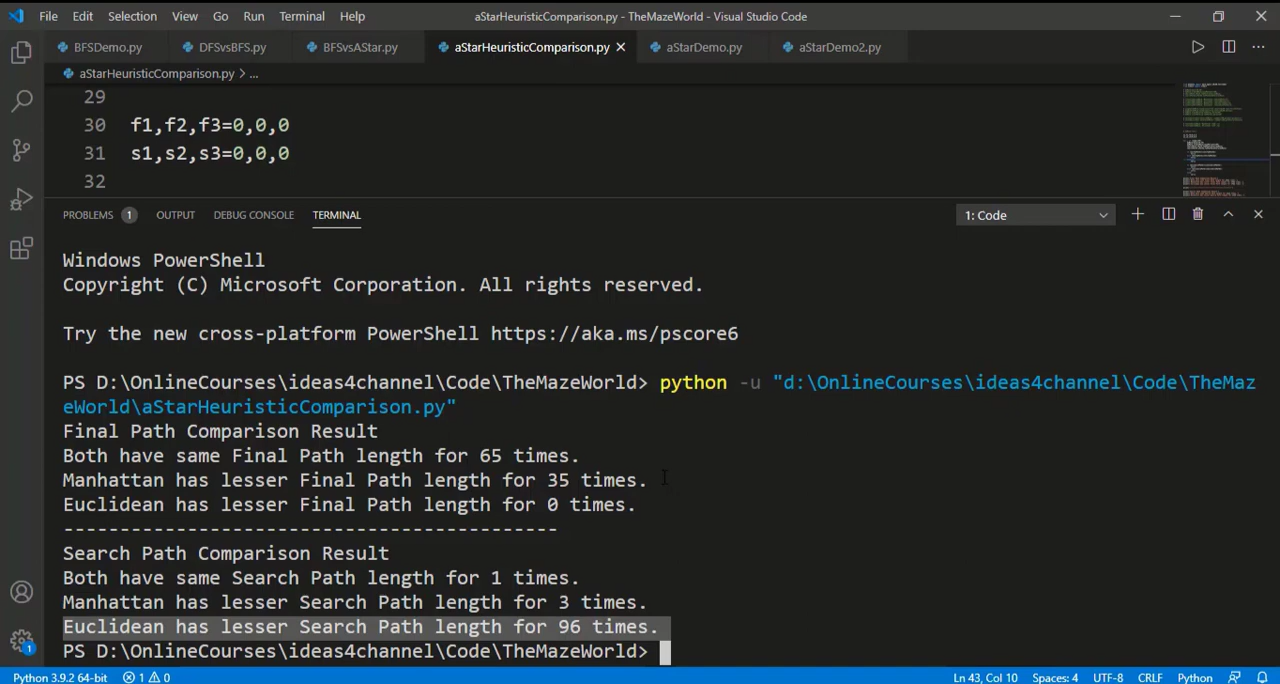 File Edit Selection View Go Run Terminal Help aStarHeuristicComparison.py - TheMazeWorld - Visual Studio Code
BFSDemo.py DFSvsBFS.py BFSvsAStar.py aStarHeuristicComparison.py aStarDemo.py aStarDemo2.py
aStarHeuristicComparison.py > ...
29
30 f1,f2,f3=0,0,0
31 s1,s2,s3=0,0,0
32
PROBLEMS 1 OUTPUT DEBUG CONSOLE TERMINAL 1: Code
Windows PowerShell
Copyright (C) Microsoft Corporation. All rights reserved.
Try the new cross-platform PowerShell https://aka.ms/pscore6
PS D:\OnlineCourses\ideas4channel\Code\TheMazeWorld> python -u "d:\OnlineCourses\ideas4channel\Code\TheMaz
eWorld\aStarHeuristicComparison.py"
Final Path Comparison Result
Both have same Final Path length for 65 times.
Manhattan has lesser Final Path length for 35 times.
Euclidean has lesser Final Path length for 0 times.
--------------------------------------------
Search Path Comparison Result
Both have same Search Path length for 1 times.
Manhattan has lesser Search Path length for 3 times.
Euclidean has lesser Search Path length for 96 times.
PS D:\OnlineCourses\ideas4channel\Code\TheMazeWorld>
1
Python 3.9.2 64-bit 1 0 Ln 43, Col 10 Spaces: 4 UTF-8 CRLF Python